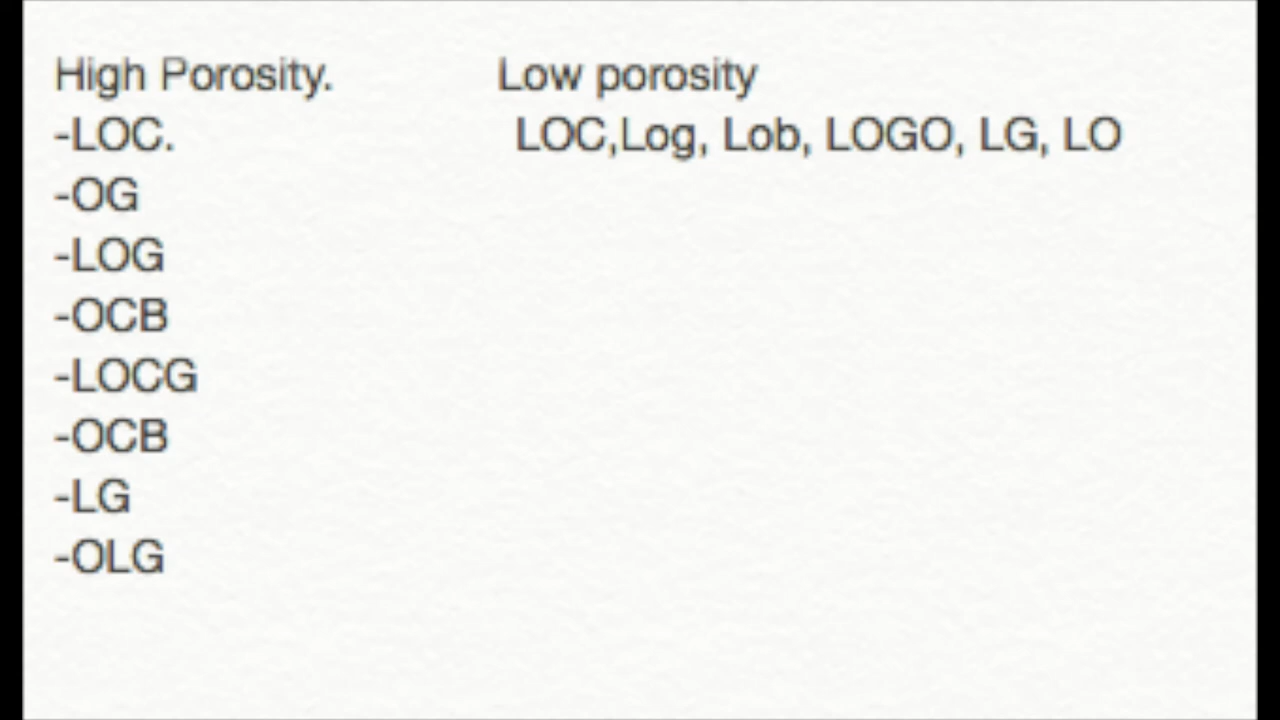 High Porosity. Low porosity
-LOC. LOC,Log, Lob, LOGO, LG, LO
-OG
-LOG
-OCB
-LOCG
-OCB
-LG
-OLG